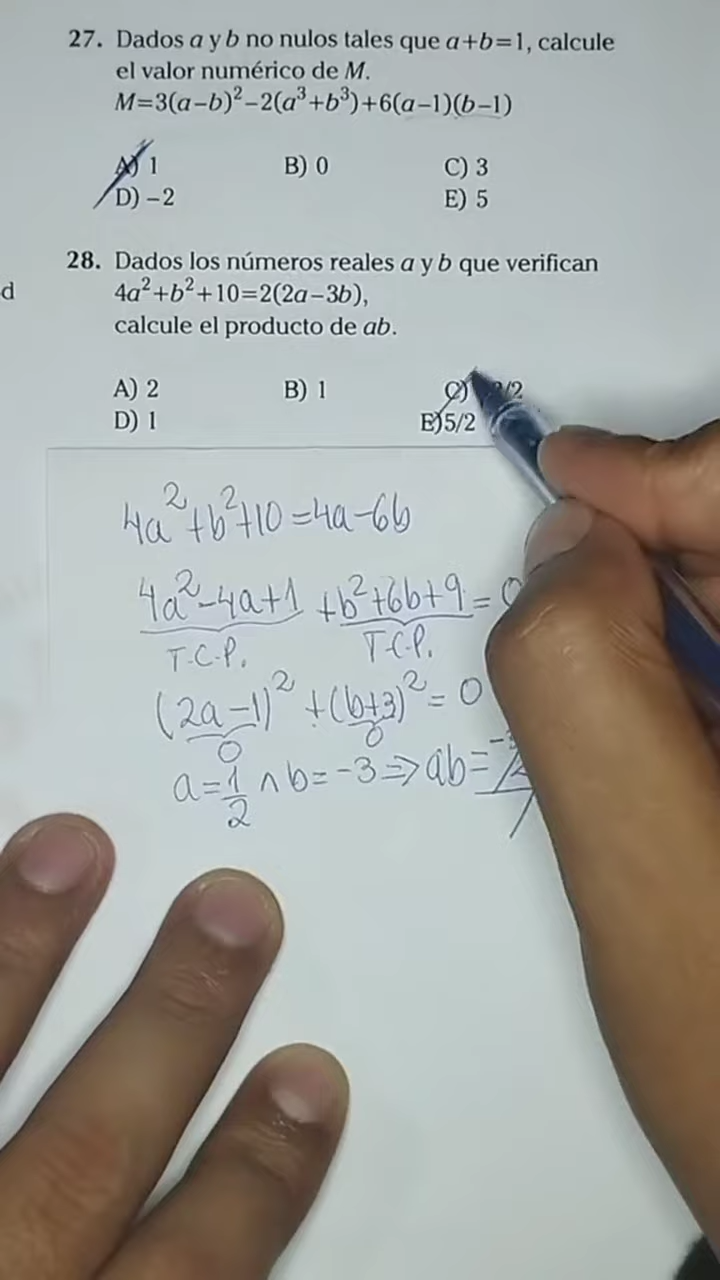 27. Dados a y b no nulos tales que a+b=1, calcule
el valor numérico de M.
M=3(a−b)²−2(a³+b³)+6(a−1)(b−1)
A) 1 B) 0 C) 3
D) −2 E) 5
28. Dados los números reales a y b que verifican
d
4a²+b²+10=2(2a−3b),
calcule el producto de ab.
A) 2 B) 1 C) /2
D) 1 E) 5/2
4a²+b²+10=4a−6b
4a²−4a+1 +b²+6b+9=0
T.C.P. T.C.P.
(2a−1)²+(b+3)²=0
0 0
a=1/2 ∧ b=−3⇒ab=